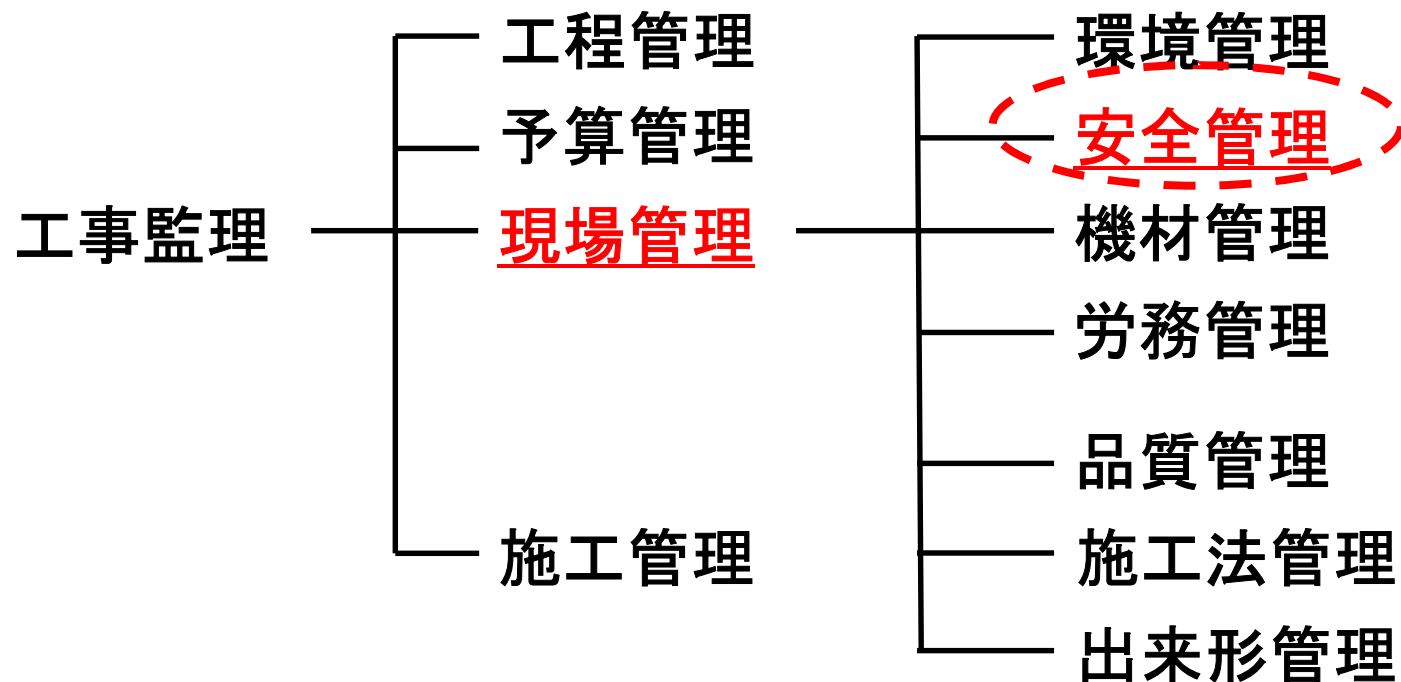 工事監理
工程管理
予算管理
現場管理
施工管理
環境管理
安全管理
機材管理
労務管理
品質管理
施工法管理
出来形管理